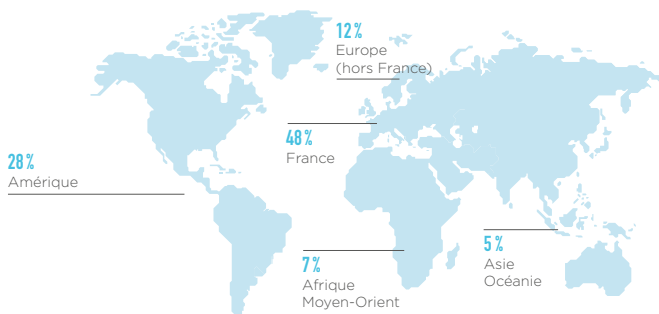 12 %
Europe
(hors France)
48 %
France
28 %
Amérique
5 %
Asie
Océanie
7 %
Afrique
Moyen-Orient